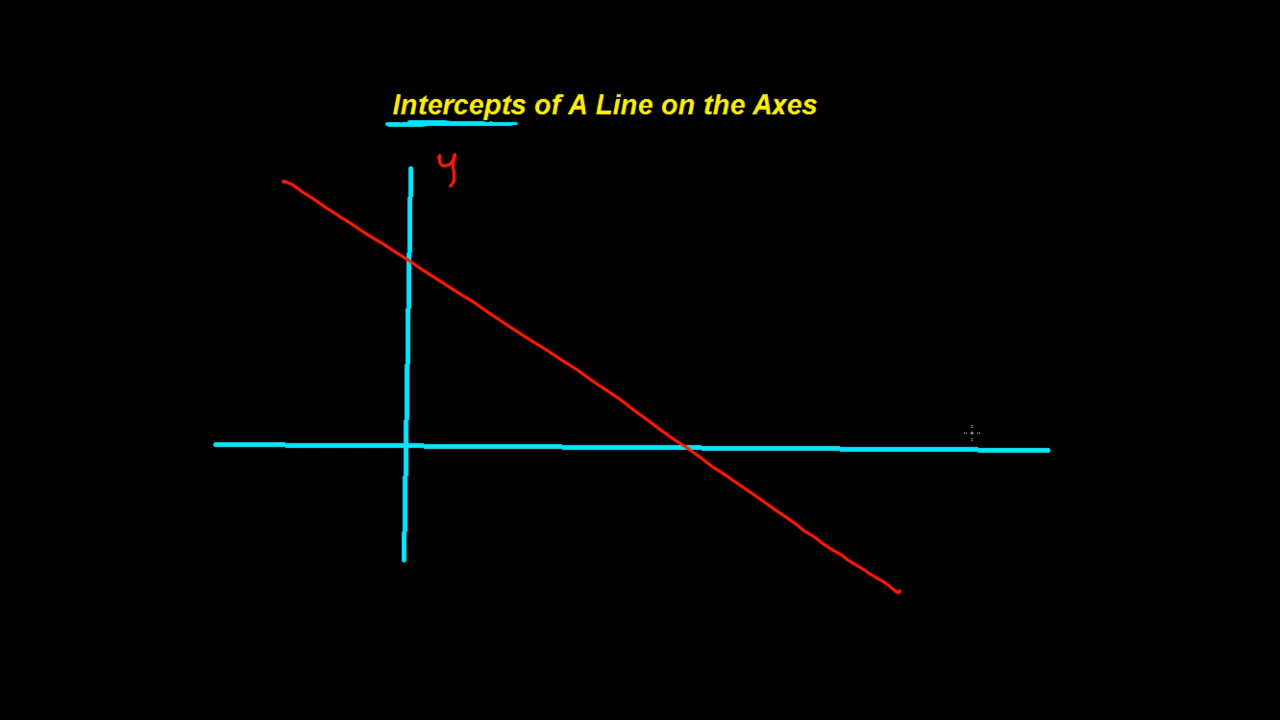 Intercepts of A Line on the Axes
y